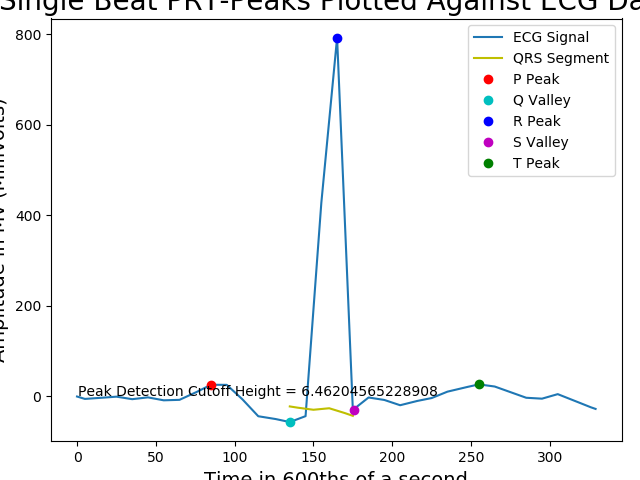 Single Beat PRT-Peaks Plotted Against ECG Da
800
600
400
200
0
Amplitude in MV (Millivolts)
ECG Signal
QRS Segment
P Peak
Q Valley
R Peak
S Valley
T Peak
Peak Detection Cutoff Height = 6.46204565228908
0 50 100 150 200 250 300
Time in 600ths of a second